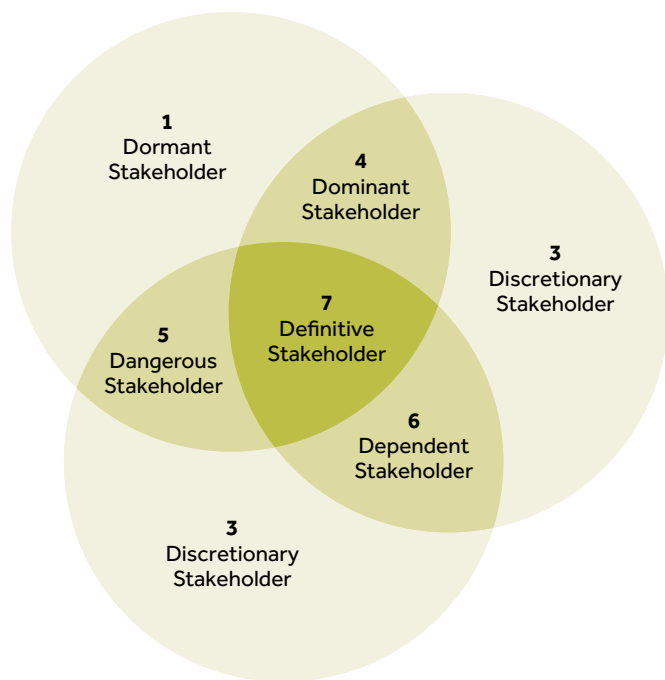 1
Dormant
Stakeholder
4
Dominant
Stakeholder
3
Discretionary
Stakeholder
7
Definitive
Stakeholder
5
Dangerous
Stakeholder
6
Dependent
Stakeholder
3
Discretionary
Stakeholder